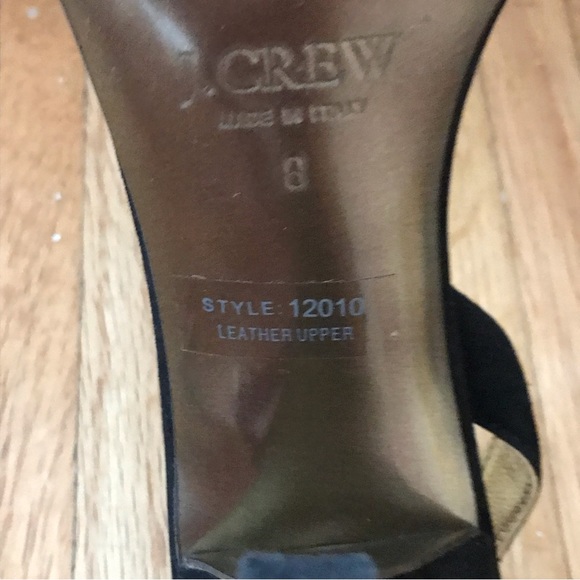 J.CREW
MADE IN ITALY
8
STYLE: 12010
LEATHER UPPER